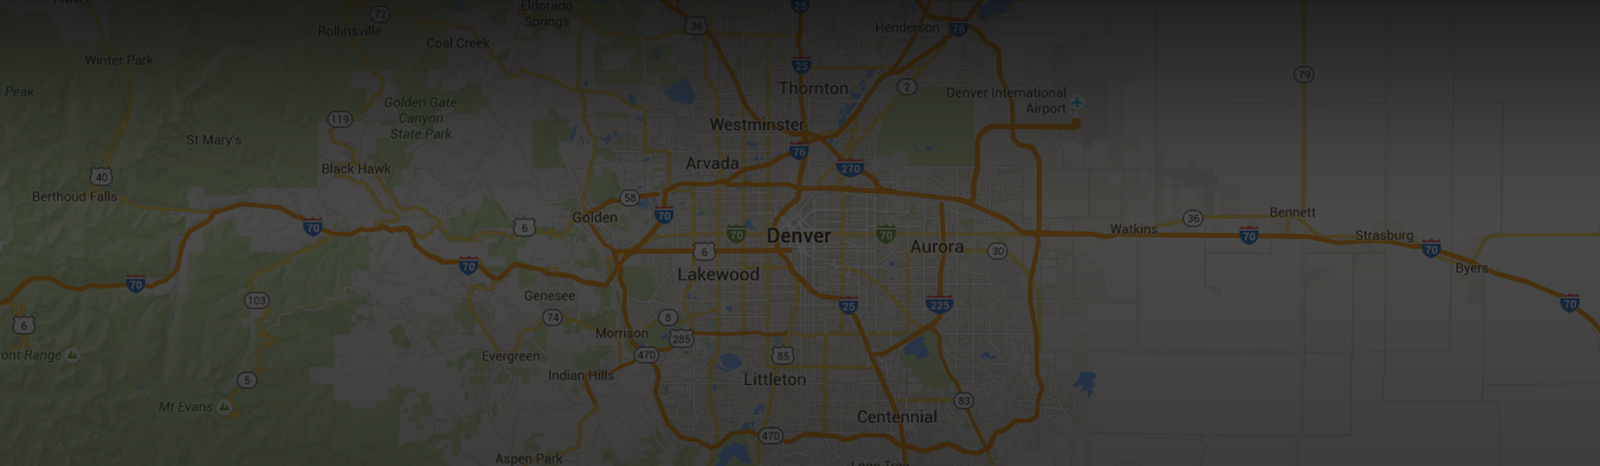 Eldorado
Springs
25
72
36
Henderson
76
Rollinsville
Coal Creek
Winter Park
25
79
Peak
Thornton
2
Denver International
Airport
Golden Gate
Canyon
State Park
119
Westminster
St Mary's
76
Arvada
270
Black Hawk
40
Berthoud Falls
58
70
Golden
36
Bennett
70
6
70
Denver
70
Watkins
70
Strasburg
6
Aurora
30
70
70
Lakewood
Byers
70
Genesee
103
25
225
70
74
8
6
Morrison
285
ont Range
Evergreen
470
85
Indian Hills
5
Littleton
Mt Evans
83
Centennial
470
Aspen Park
Lone Tree